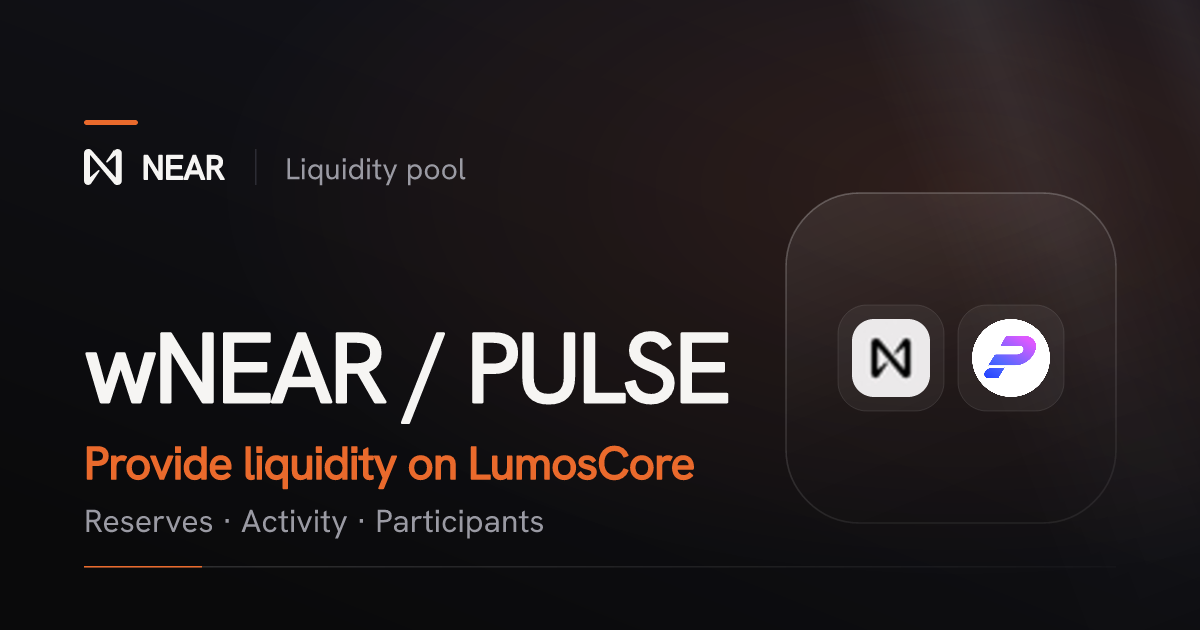 NEAR | Liquidity pool
wNEAR / PULSE
Provide liquidity on LumosCore
Reserves · Activity · Participants